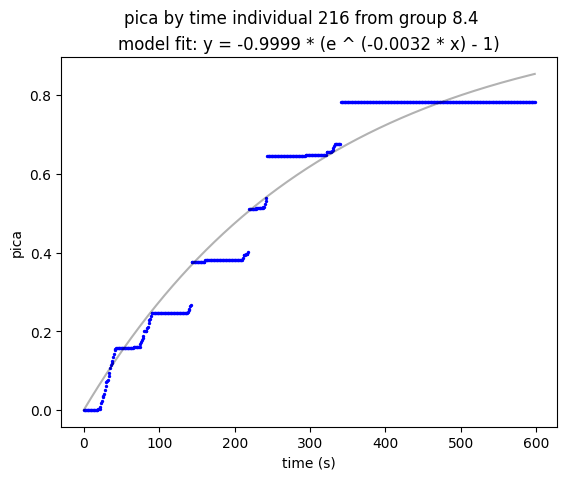 pica by time individual 216 from group 8.4
model fit: y = -0.9999 * (e ^ (-0.0032 * x) - 1)
0.8
0.6
0.4
0.2
0.0
pica
0 100 200 300 400 500 600
time (s)